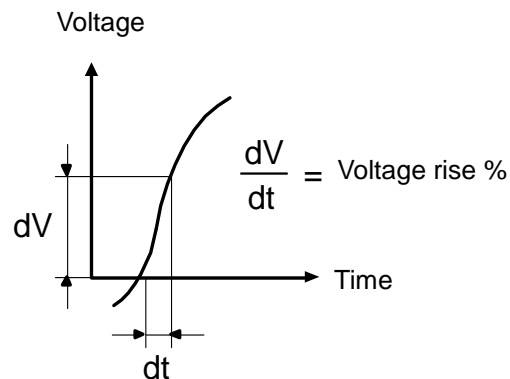 Voltage
dV
dt
= Voltage rise %
dV
Time
dt